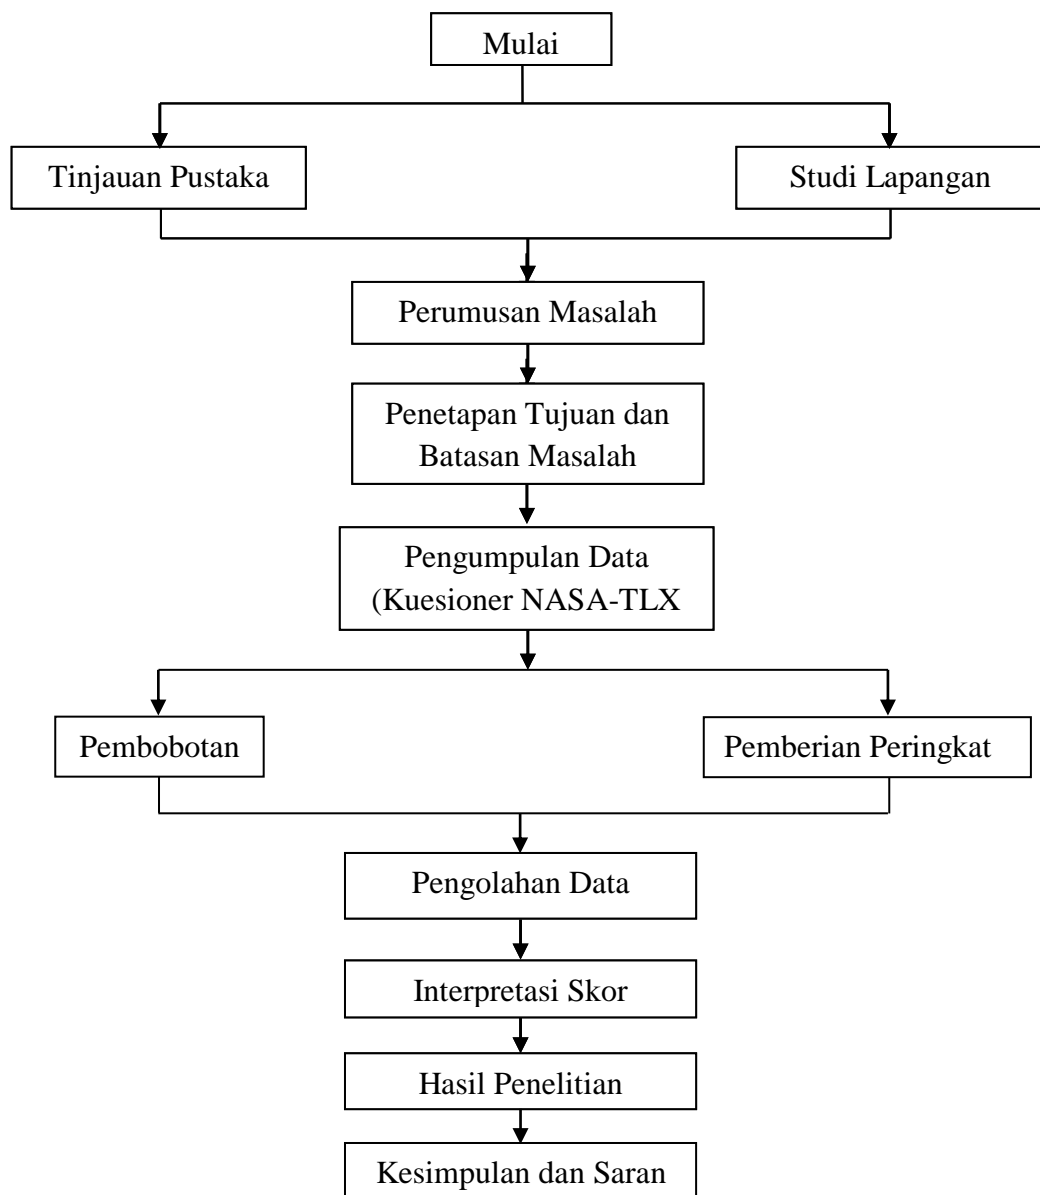 Mulai
Tinjauan Pustaka
Studi Lapangan
Perumusan Masalah
Penetapan Tujuan dan
Batasan Masalah
Pengumpulan Data
(Kuesioner NASA-TLX
Pembobotan
Pemberian Peringkat
Pengolahan Data
Interpretasi Skor
Hasil Penelitian
Kesimpulan dan Saran